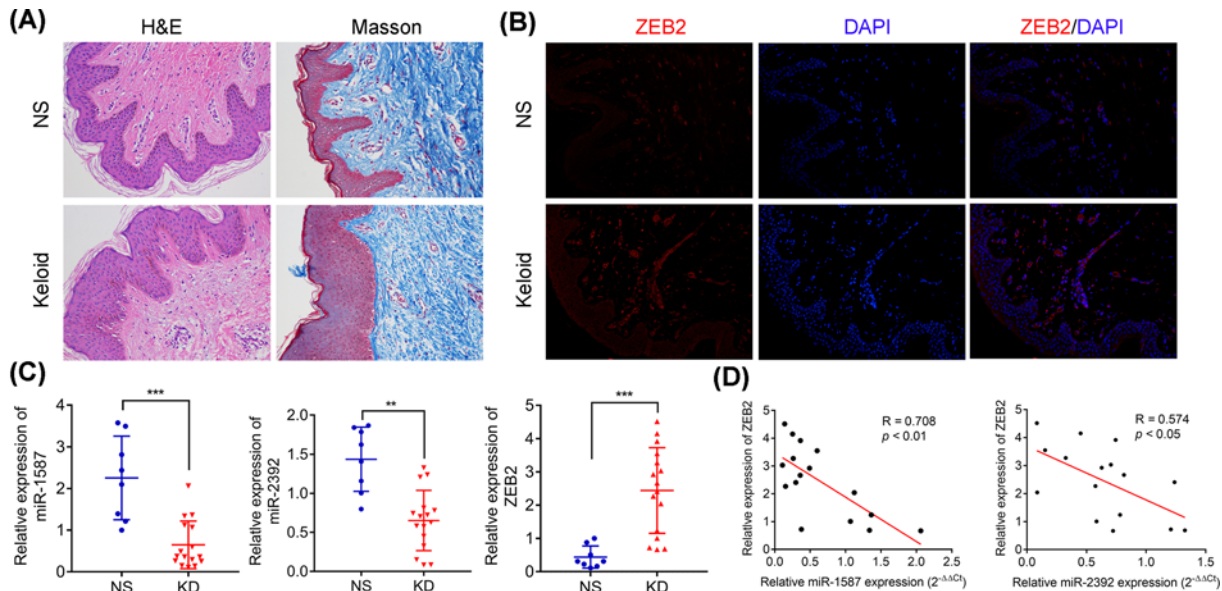 (A)
H&E
Masson
NS
Keloid
(B)
ZEB2
DAPI
ZEB2/DAPI
NS
Keloid
(C)
Relative expression of
miR-1587
4
3
2
1
0
***
NS
KD
Relative expression of
miR-2392
2.0
1.5
1.0
0.5
0.0
**
NS
KD
Relative expression of
ZEB2
5
4
3
2
1
0
***
NS
KD
(D)
Relative expression of ZEB2
5
4
3
2
1
0
R = 0.708
p < 0.01
0.0
0.5
1.0
1.5
2.0
2.5
Relative miR-1587 expression (2-ΔΔCt)
Relative expression of ZEB2
6
5
4
3
2
1
0
R = 0.574
p < 0.05
0.0
0.5
1.0
1.5
Relative miR-2392 expression (2-ΔΔCt)